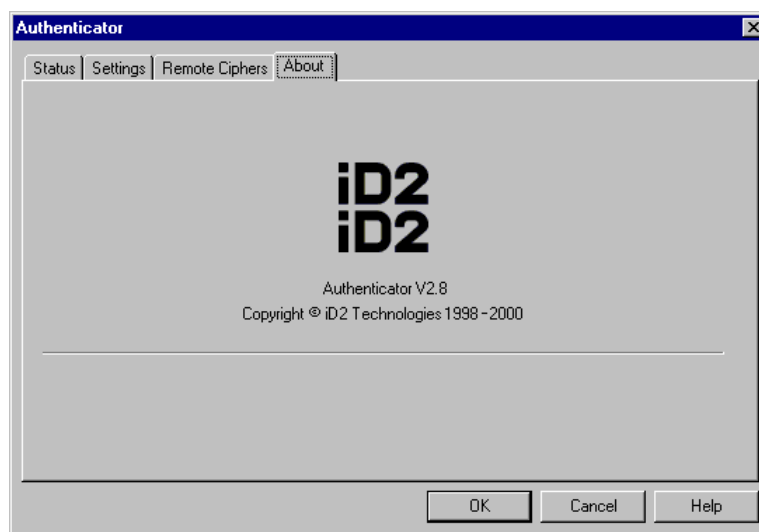 Authenticator
Status Settings Remote Ciphers About
iD2
iD2
Authenticator V2.8
Copyright © iD2 Technologies 1998-2000
OK Cancel Help